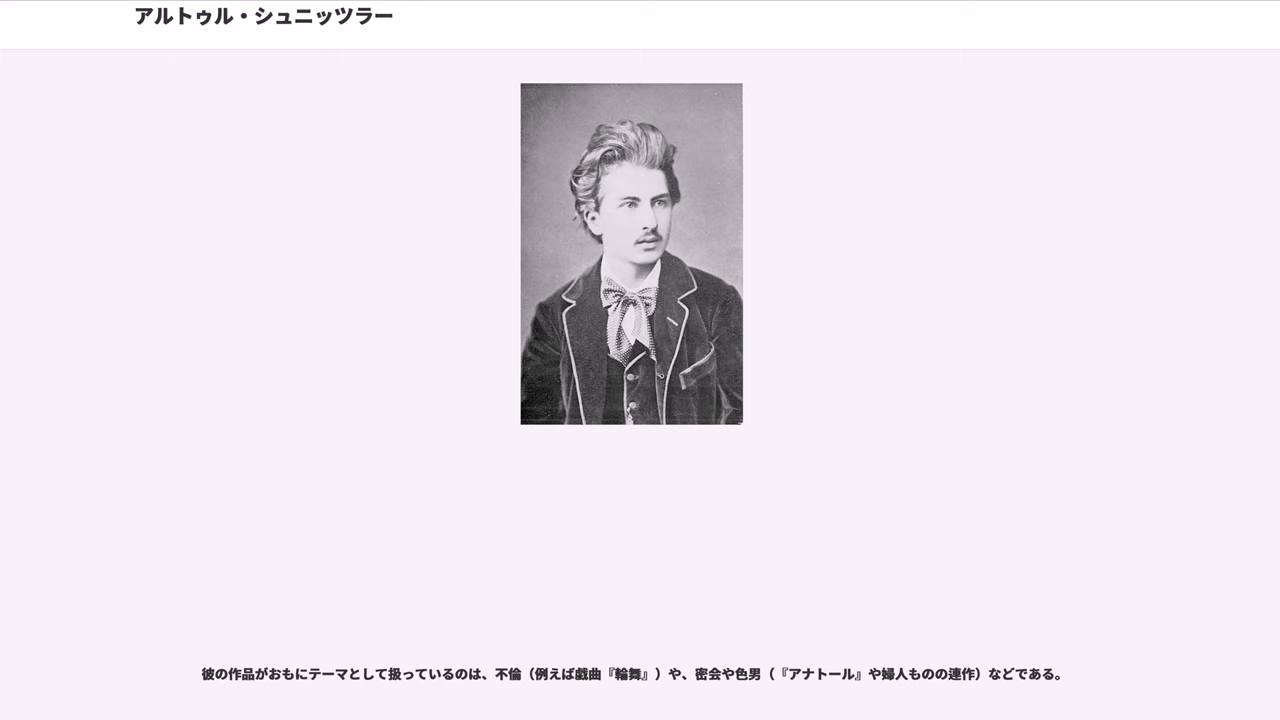 アルトゥル・シュニッツラー
彼の作品がおもにテーマとして扱っているのは、不倫（例えば戯曲『輪舞』）や、密会や色男（『アナトール』や婦人ものの連作）などである。